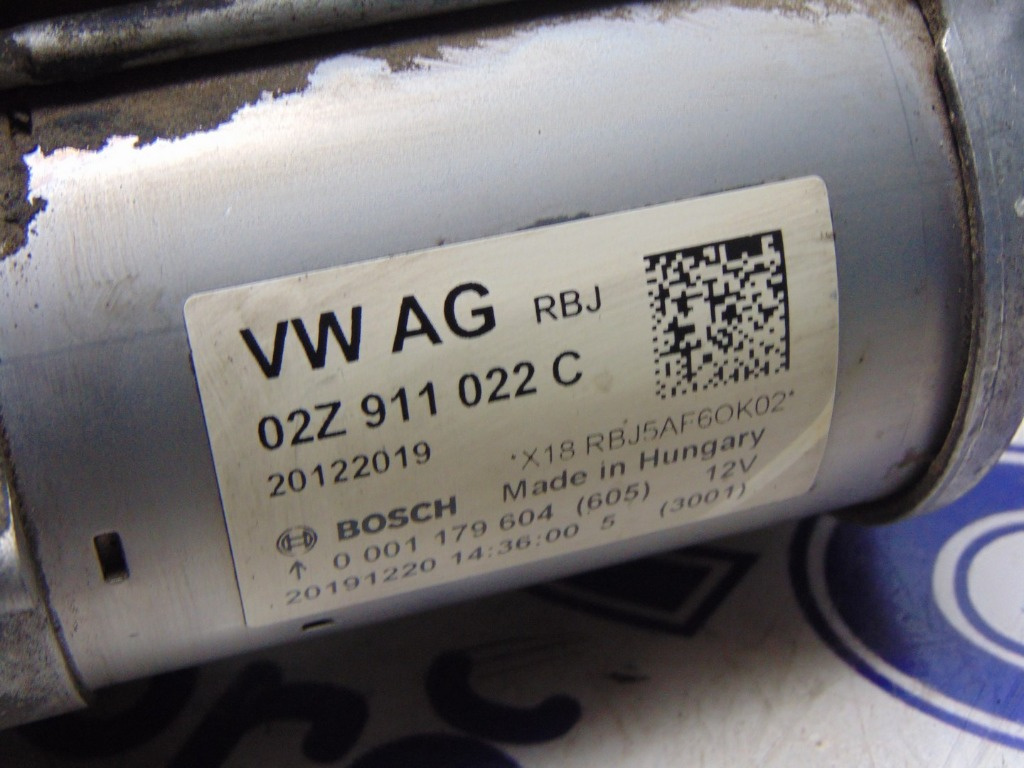 VW AG RBJ
02Z 911 022 C
20122019
*X18 RBJ5AF6OK02*
Made in Hungary
BOSCH
12V
0 001 179 604 (605)
20191220 14:36:00 5 (3001)